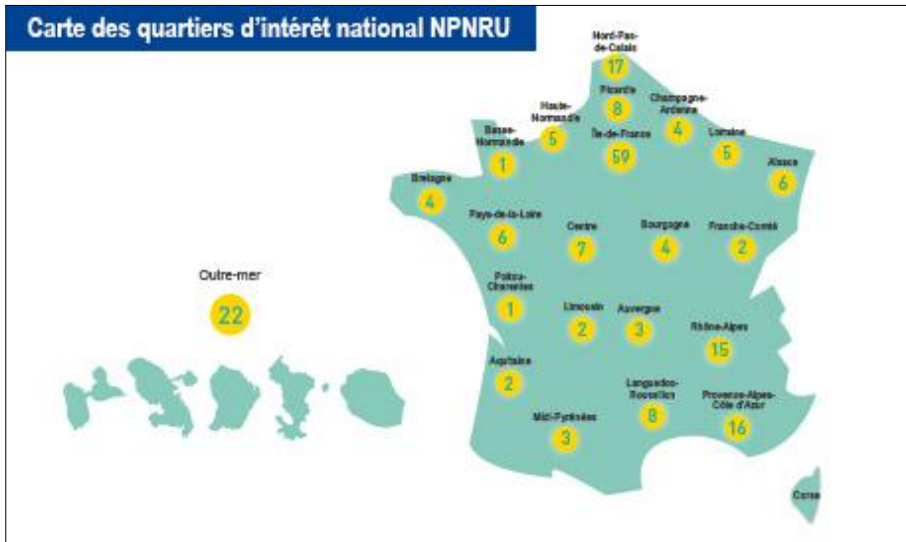 Carte des quartiers d'intérêt national NPNRU
Nord-Pas-
de-Calais
17
Picardie
8
Haute-
Normandie
5
Champagne-
Ardenne
4
Basse-
Normandie
1
Île-de-France
59
Lorraine
5
Alsace
6
Bretagne
4
Pays-de-la-Loire
6
Centre
7
Bourgogne
4
Franche-Comté
2
Outre-mer
22
Poitou-
Charentes
1
Limousin
2
Auvergne
3
Rhône-Alpes
15
Aquitaine
2
Languedoc-
Roussillon
8
Provence-Alpes-
Côte d'Azur
16
Midi-Pyrénées
3
Corse